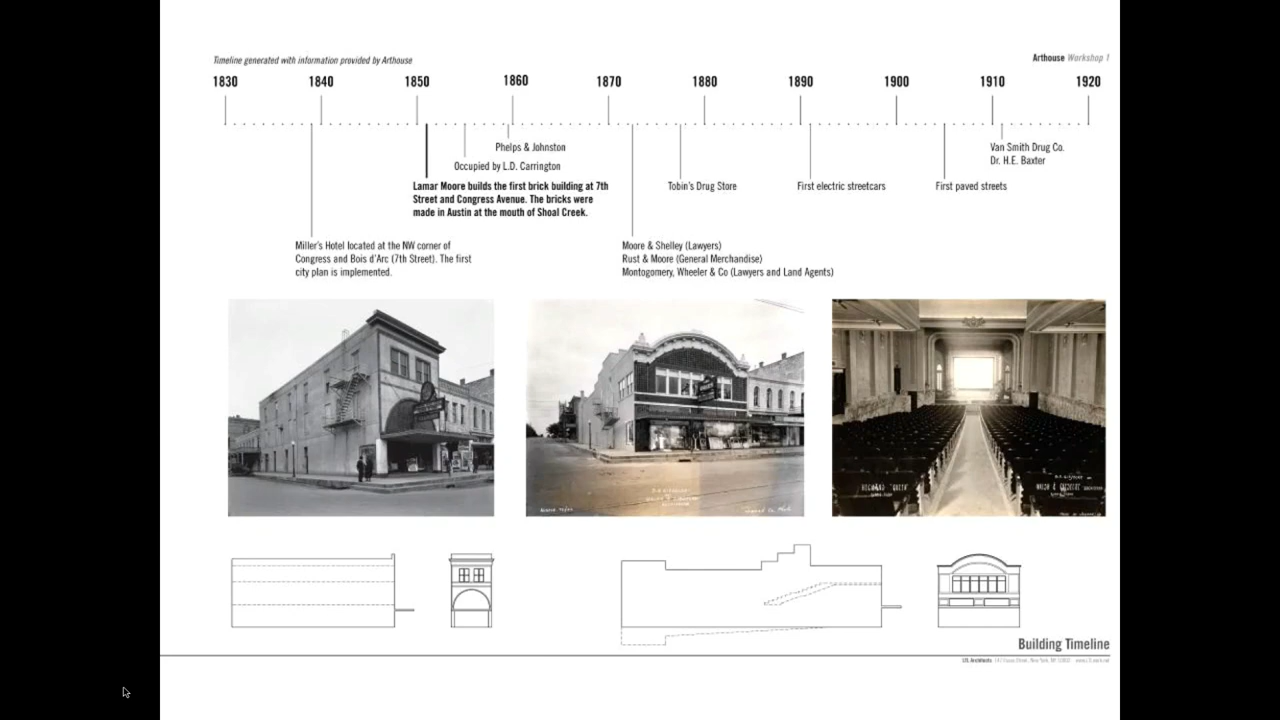 Timeline generated with information provided by Arthouse
Arthouse Workshop 1
1830 1840 1850 1860 1870 1880 1890 1900 1910 1920
Phelps & Johnston
Van Smith Drug Co.
Dr. H.E. Baxter
Occupied by L.D. Carrington
Lamar Moore builds the first brick building at 7th
Street and Congress Avenue. The bricks were
made in Austin at the mouth of Shoal Creek.
Tobin's Drug Store
First electric streetcars
First paved streets
Miller's Hotel located at the NW corner of
Congress and Bois d'Arc (7th Street). The first
city plan is implemented.
Moore & Shelley (Lawyers)
Rust & Moore (General Merchandise)
Montogomery, Wheeler & Co (Lawyers and Land Agents)
Building Timeline
Architects